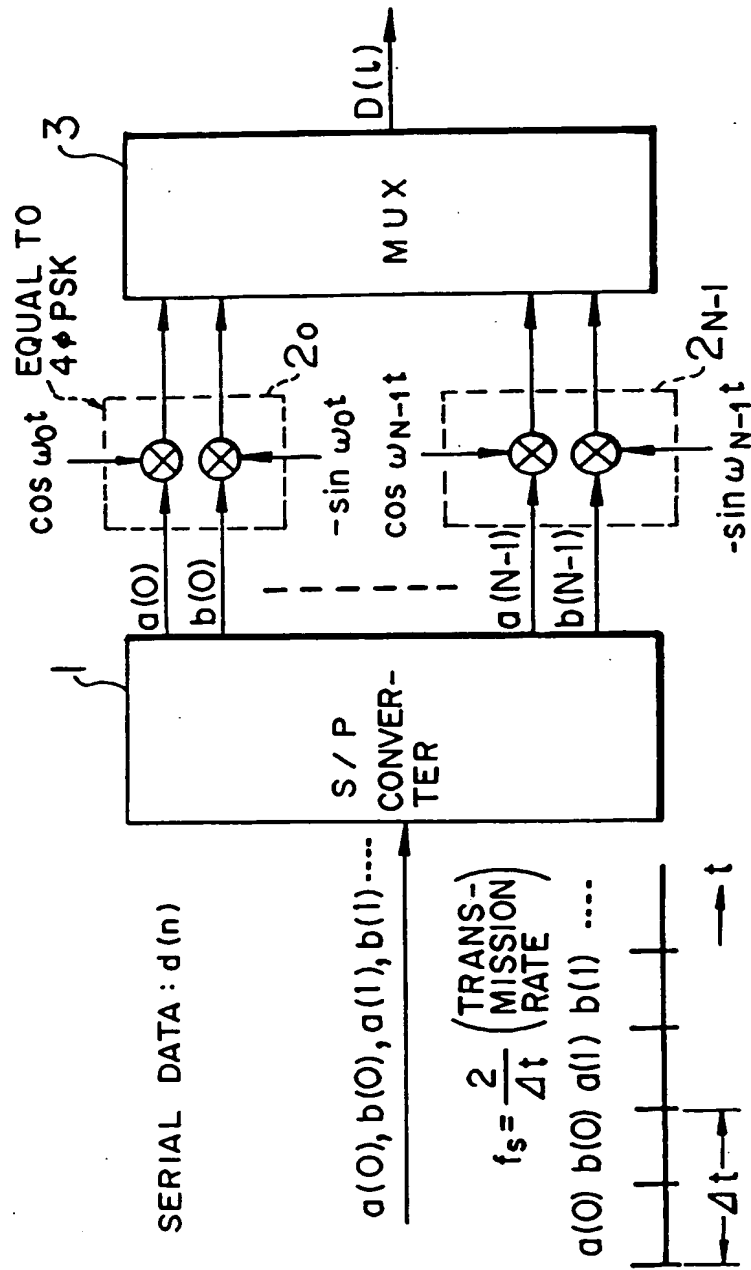 SERIAL DATA : d(n)
a(0), b(0), a(1), b(1)····
fs = 2/Δt (TRANS-
MISSION
RATE)
a(0) b(0) a(1) b(1) ····
t
Δt
1
S / P
CONVER-
TER
a(0)
b(0)
a(N-1)
b(N-1)
cos ω0t
EQUAL TO
4φPSK
20
-sin ω0t
cos ωN-1t
2N-1
-sin ωN-1t
3
MUX
D(t)